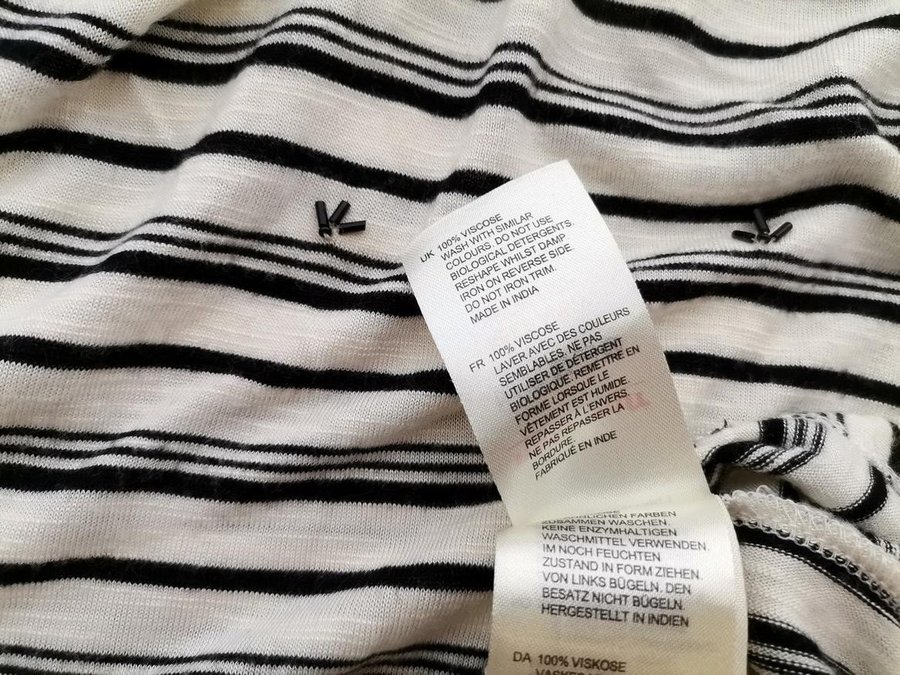 UK 100% VISCOSE
WASH WITH SIMILAR
COLOURS. DO NOT USE
BIOLOGICAL DETERGENTS.
RESHAPE WHILST DAMP
IRON ON REVERSE SIDE.
DO NOT IRON TRIM.
MADE IN INDIA
FR 100% VISCOSE
LAVER AVEC DES COULEURS
SEMBLABLES. NE PAS
UTILISER DE DÉTERGENT
BIOLOGIQUE. REMETTRE EN
FORME LORSQUE LE
VÊTEMENT EST HUMIDE.
REPASSER À L'ENVERS.
NE PAS REPASSER LA
BORDURE.
FABRIQUÉ EN INDE
FARBEN
ZUSAMMEN WASCHEN.
KEINE ENZYMHALTIGEN
WASCHMITTEL VERWENDEN.
IM NOCH FEUCHTEN
ZUSTAND IN FORM ZIEHEN.
VON LINKS BÜGELN. DEN
BESATZ NICHT BÜGELN.
HERGESTELLT IN INDIEN
DA 100% VISKOSE